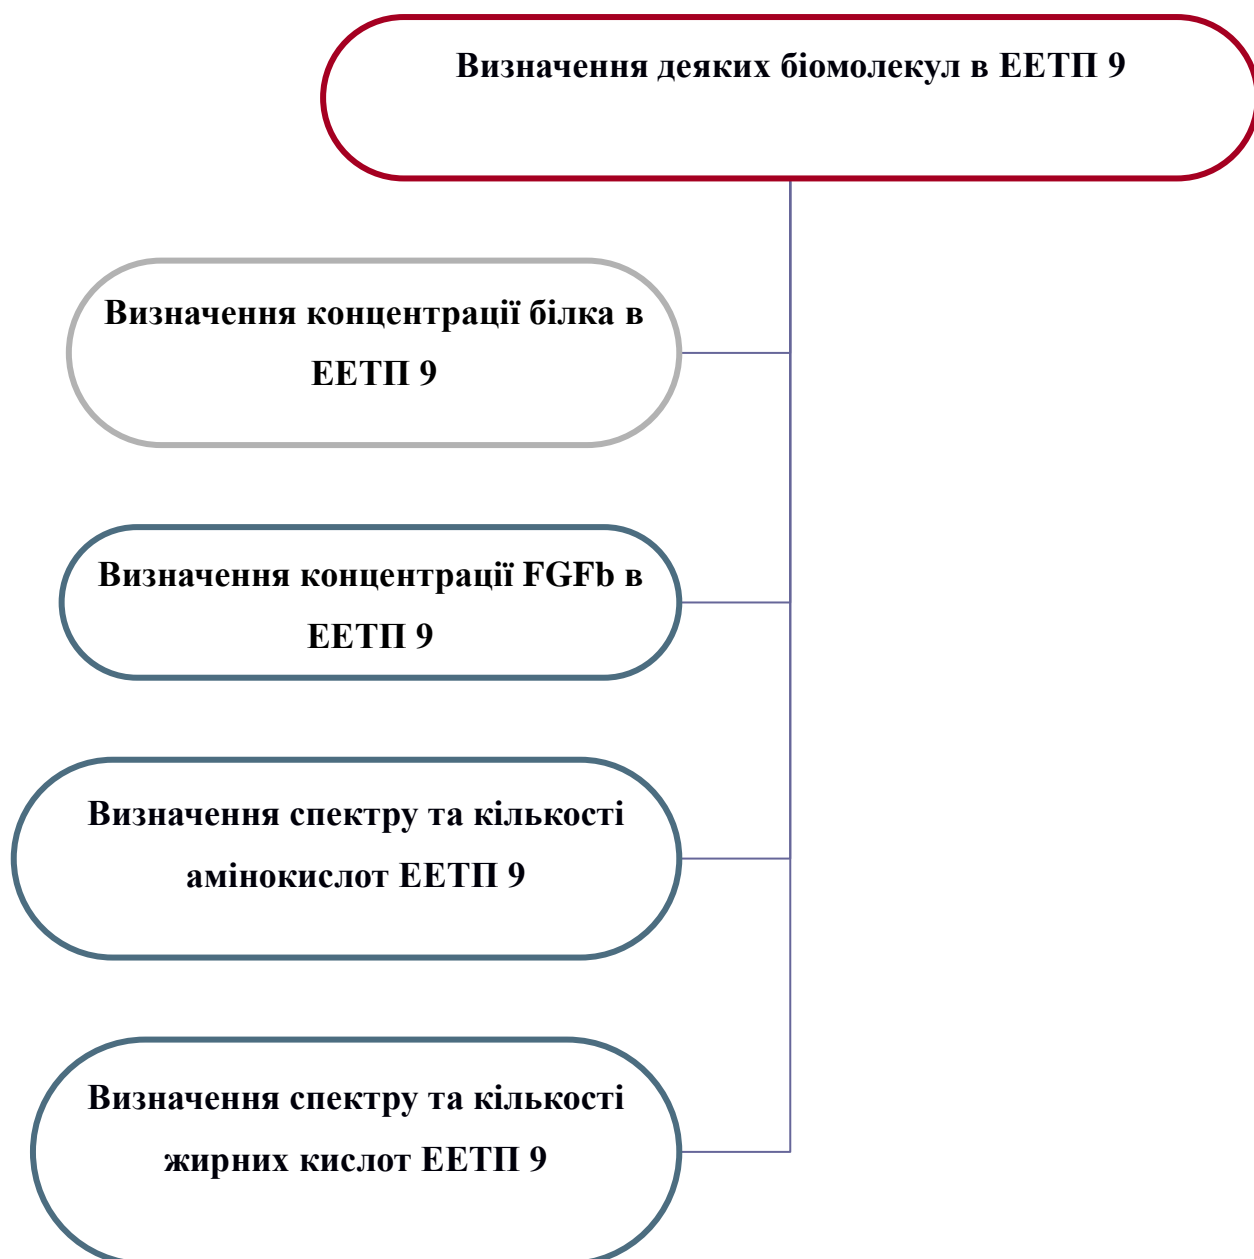 Визначення деяких біомолекул в ЕЕТП 9
Визначення концентрації білка в
ЕЕТП 9
Визначення концентрації FGFb в
ЕЕТП 9
Визначення спектру та кількості
амінокислот ЕЕТП 9
Визначення спектру та кількості
жирних кислот ЕЕТП 9